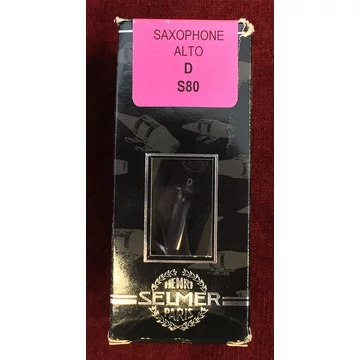 SAXOPHONE
ALTO
D
S80
D
HENRI
SELMER
PARIS